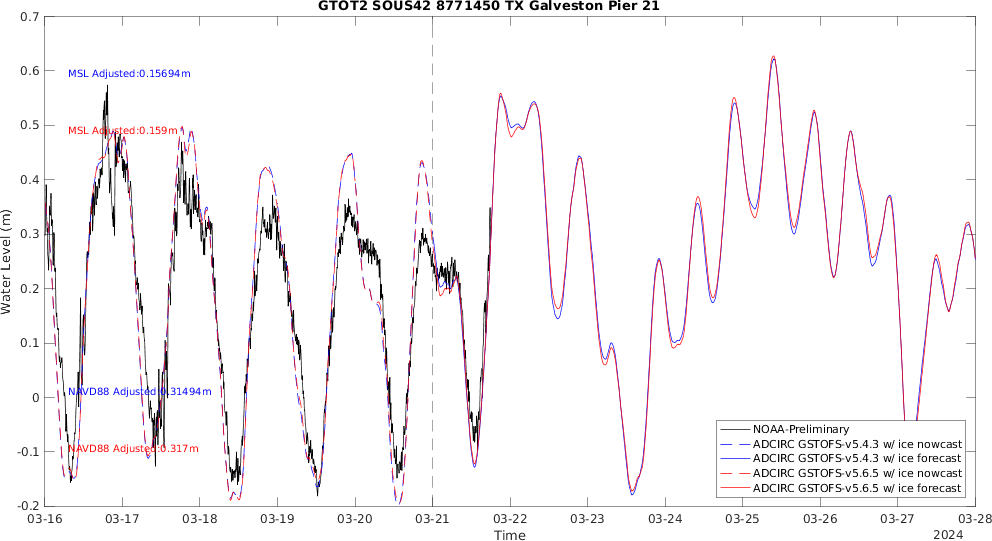 GTOT2 SOUS42 8771450 TX Galveston Pier 21
0.7
0.6
0.5
0.4
0.3
0.2
0.1
0
-0.1
-0.2
Water Level (m)
MSL Adjusted:0.15694m
MSL Adjusted:0.159m
NAVD88 Adjusted:0.31494m
NAVD88 Adjusted:0.317m
NOAA-Preliminary
ADCIRC GSTOFS-v5.4.3 w/ ice nowcast
ADCIRC GSTOFS-v5.4.3 w/ ice forecast
ADCIRC GSTOFS-v5.6.5 w/ ice nowcast
ADCIRC GSTOFS-v5.6.5 w/ ice forecast
03-16 03-17 03-18 03-19 03-20 03-21 03-22 03-23 03-24 03-25 03-26 03-27 03-28
Time
2024